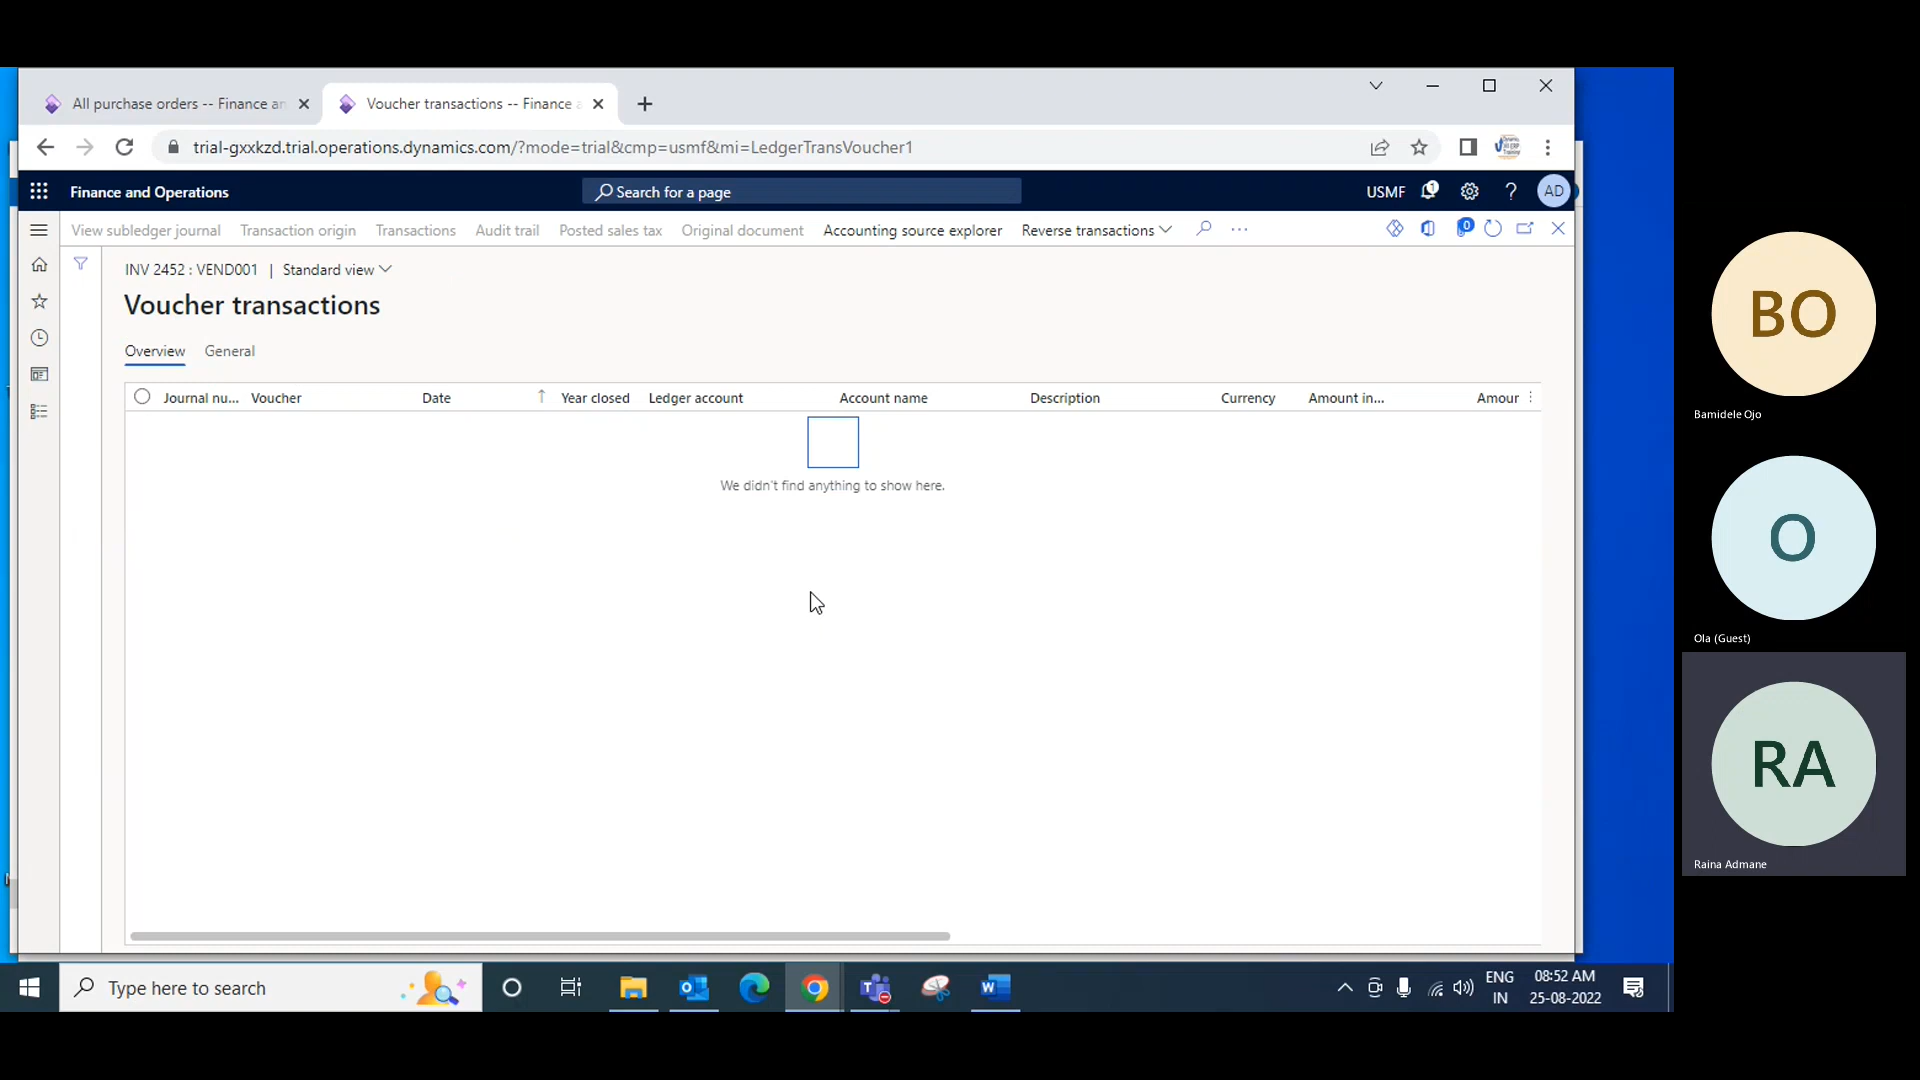 All purchase orders -- Finance an
Voucher transactions -- Finance a
trial-gxxkzd.trial.operations.dynamics.com/?mode=trial&cmp=usmf&mi=LedgerTransVoucher1
Finance and Operations
Search for a page
USMF
1
?
AD
View subledger journal
Transaction origin
Transactions
Audit trail
Posted sales tax
Original document
Accounting source explorer
Reverse transactions
0
INV 2452 : VEND001 | Standard view
Voucher transactions
Overview
General
Journal nu... Voucher Date Year closed Ledger account Account name Description Currency Amount in... Amour
We didn't find anything to show here.
BO
Bamidele Ojo
O
Ola (Guest)
RA
Raina Admane
Type here to search
ENG
IN
08:52 AM
25-08-2022